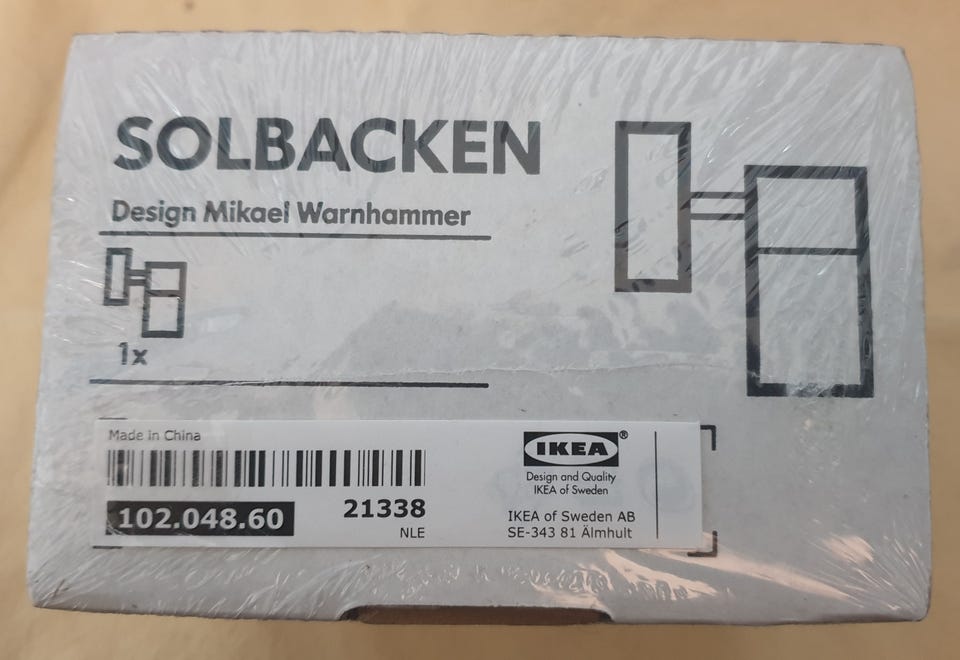 SOLBACKEN
Design Mikael Warnhammer
1x
Made in China
102.048.60
21338
NLE
IKEA®
Design and Quality
IKEA of Sweden
IKEA of Sweden AB
SE-343 81 Älmhult